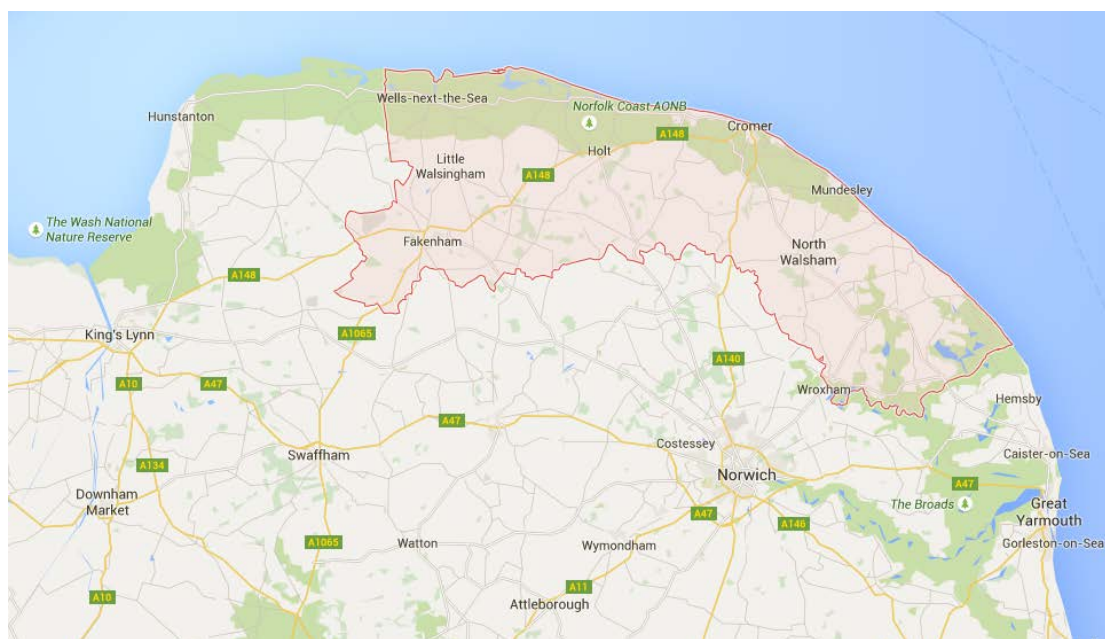 Wells-next-the-Sea
Norfolk Coast AONB
Hunstanton
Cromer
A148
Holt
Little
Walsingham
A148
Mundesley
The Wash National
Nature Reserve
Fakenham
North
Walsham
A148
King's Lynn
A1065
A140
A10
A47
Wroxham
Hemsby
A47
Costessey
Swaffham
Caister-on-Sea
A134
Norwich
A47
Downham
Market
The Broads
Great
Yarmouth
A47
A146
A1065
Watton
Wymondham
Gorleston-on-Sea
A11
A10
Attleborough